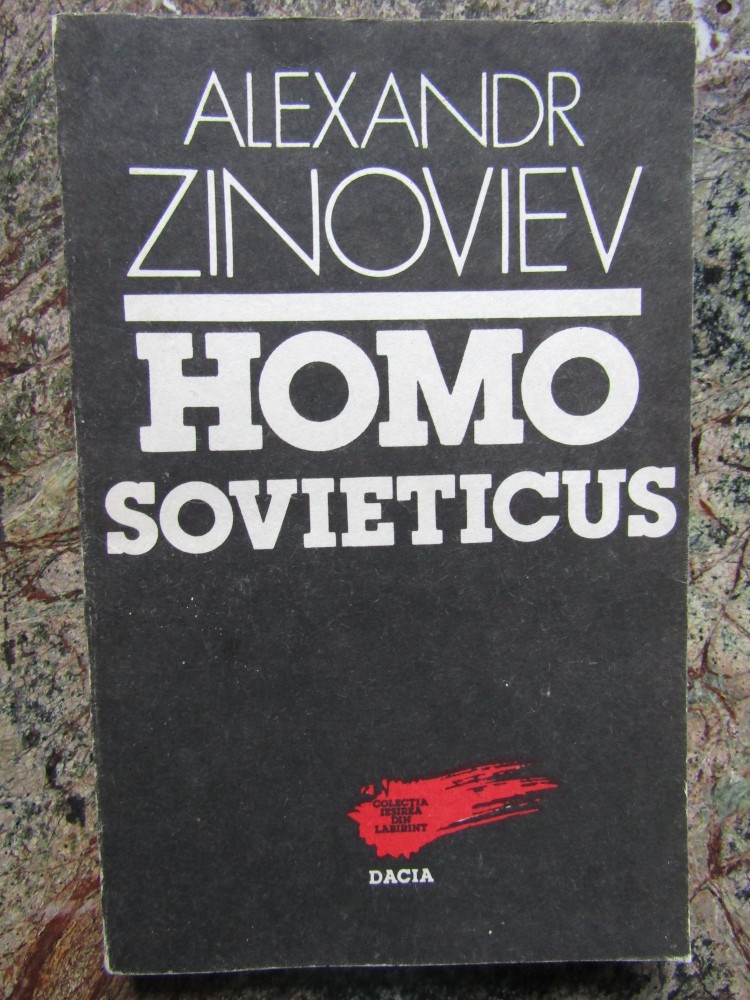 ALEXANDR
ZINOVIEV
HOMO
SOVIETICUS
COLECȚIA
IEȘIREA
DIN
LABIRINT
DACIA